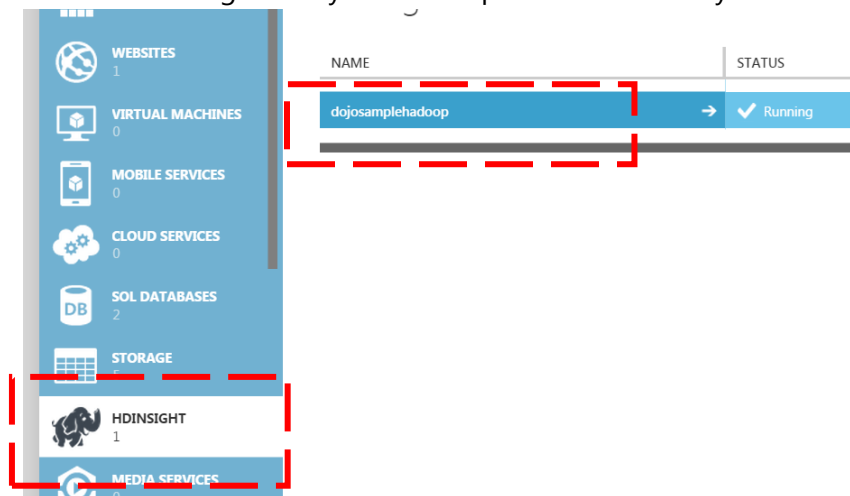 WEBSITES
1
VIRTUAL MACHINES
0
MOBILE SERVICES
0
CLOUD SERVICES
0
SQL DATABASES
2
STORAGE
HDINSIGHT
1
MEDIA SERVICES
NAME STATUS
dojosamplehadoop Running